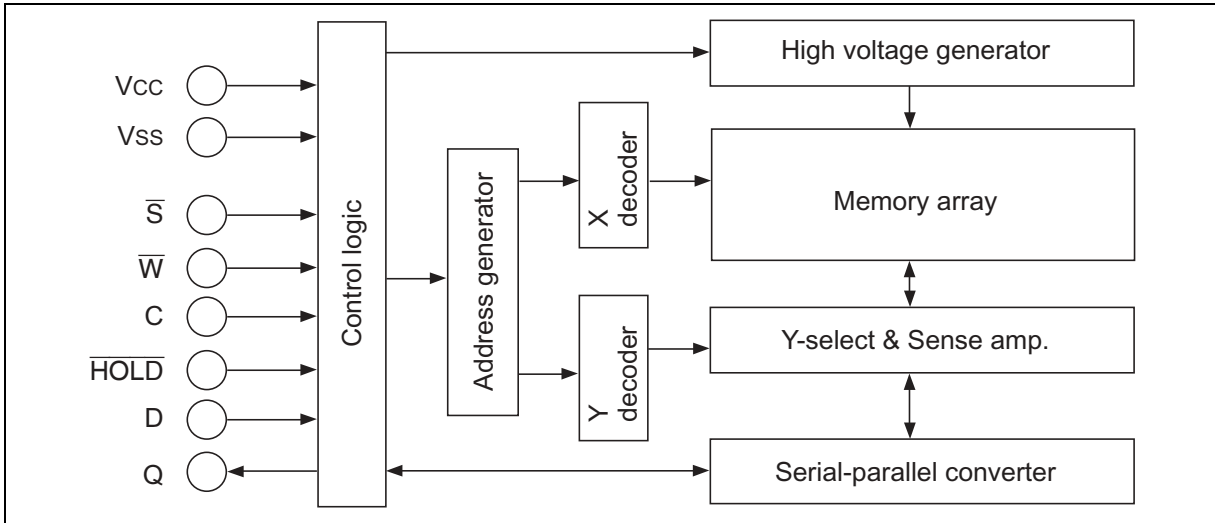 VCC
VSS
S̅
W̅
C
H̅O̅L̅D̅
D
Q
Control logic
Address generator
X
decoder
Y
decoder
High voltage generator
Memory array
Y-select & Sense amp.
Serial-parallel converter